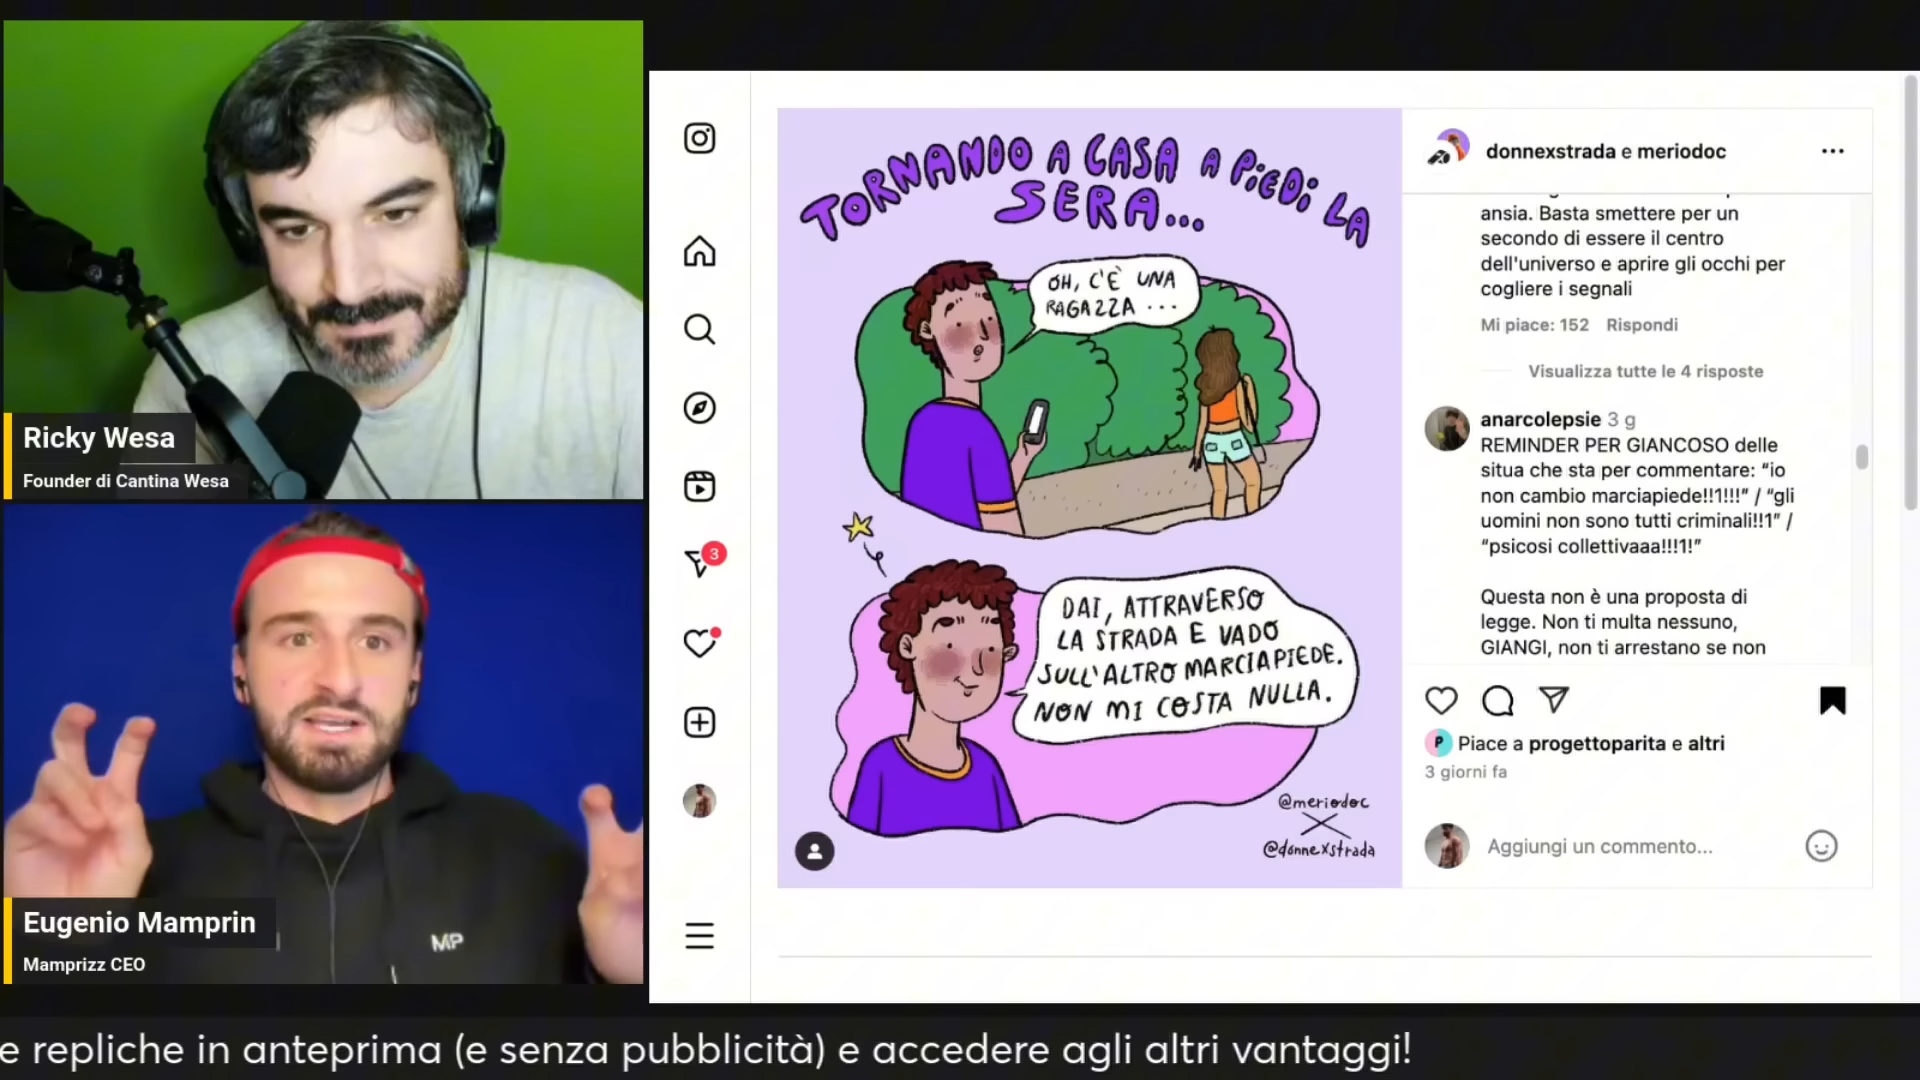 Ricky Wesa
Founder di Cantina Wesa
Eugenio Mamprin
Mamprizz CEO
MP
3
TORNANDO A CASA A PIEDI LA
SERA...
OH, C'È UNA
RAGAZZA ...
DAI, ATTRAVERSO
LA STRADA E VADO
SULL'ALTRO MARCIAPIEDE.
NON MI COSTA NULLA.
@meriodoc
X
@donnexstrada
donnexstrada e meriodoc
ansia. Basta smettere per un
secondo di essere il centro
dell'universo e aprire gli occhi per
cogliere i segnali
Mi piace: 152 Rispondi
Visualizza tutte le 4 risposte
anarcolepsie 3 g
REMINDER PER GIANCOSO delle
situa che sta per commentare: “io
non cambio marciapiede!!1!!!” / “gli
uomini non sono tutti criminali!!1” /
“psicosi collettivaaa!!!1!”
Questa non è una proposta di
legge. Non ti multa nessuno,
GIANGI, non ti arrestano se non
P Piace a progettoparita e altri
3 giorni fa
Aggiungi un commento...
e repliche in anteprima (e senza pubblicità) e accedere agli altri vantaggi!